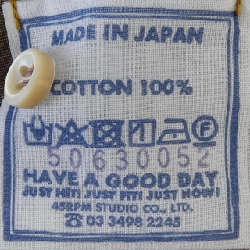 MADE IN JAPAN
COTTON 100%
50630052
HAVE A GOOD DAY
JUST HIT! JUST FIT! JUST NOW!
45RPM STUDIO CO., LTD.
☎ 03 3498 2245